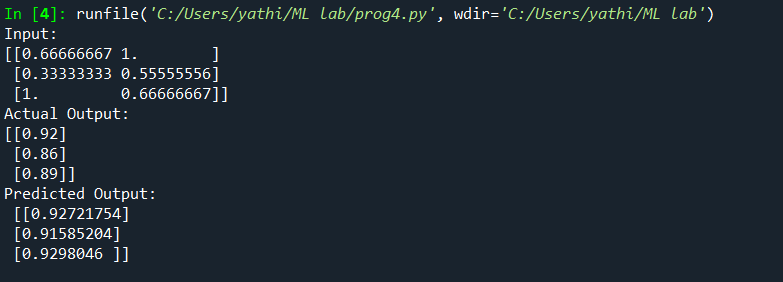 In [4]: runfile('C:/Users/yathi/ML lab/prog4.py', wdir='C:/Users/yathi/ML lab')
Input:
[[0.66666667 1.        ]
 [0.33333333 0.55555556]
 [1.         0.66666667]]
Actual Output:
[[0.92]
 [0.86]
 [0.89]]
Predicted Output:
 [[0.92721754]
 [0.91585204]
 [0.9298046 ]]